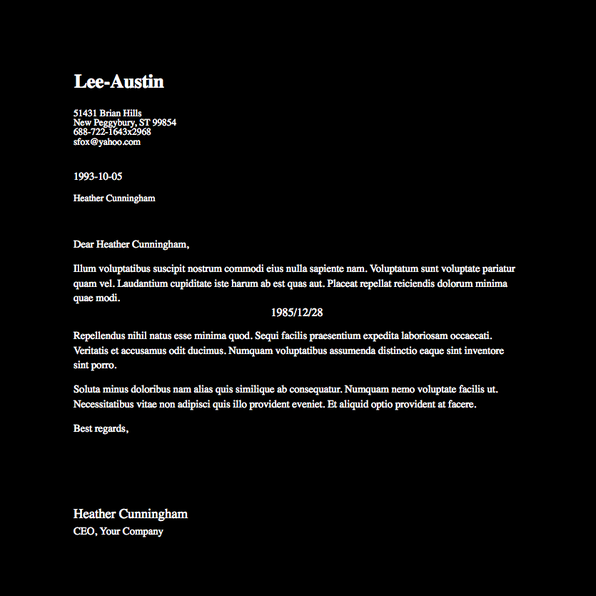 Lee-Austin
51431 Brian Hills
New Peggybury, ST 99854
688-722-1643x2968
sfox@yahoo.com
1993-10-05
Heather Cunningham
Dear Heather Cunningham,
Illum voluptatibus suscipit nostrum commodi eius nulla sapiente nam. Voluptatum sunt voluptate pariatur
quam vel. Laudantium cupiditate iste harum ab est quas aut. Placeat repellat reiciendis dolorum minima
quae modi.
1985/12/28
Repellendus nihil natus esse minima quod. Sequi facilis praesentium expedita laboriosam occaecati.
Veritatis et accusamus odit ducimus. Numquam voluptatibus assumenda distinctio eaque sint inventore
sint porro.
Soluta minus doloribus nam alias quis similique ab consequatur. Numquam nemo voluptate facilis ut.
Necessitatibus vitae non adipisci quis illo provident eveniet. Et aliquid optio provident at facere.
Best regards,
Heather Cunningham
CEO, Your Company